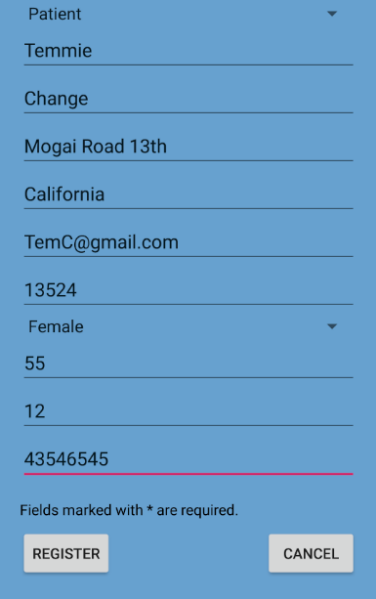 Patient
Temmie
Change
Mogai Road 13th
California
TemC@gmail.com
13524
Female
55
12
43546545
Fields marked with * are required.
REGISTER
CANCEL